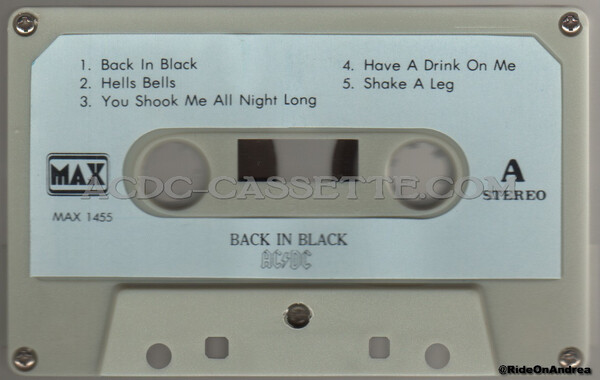 1. Back In Black
2. Hells Bells
3. You Shook Me All Night Long
4. Have A Drink On Me
5. Shake A Leg
MAX
MAX 1455
ACDC-CASSETTE.COM
A
STEREO
BACK IN BLACK
AC⚡DC
@RideOnAndrea